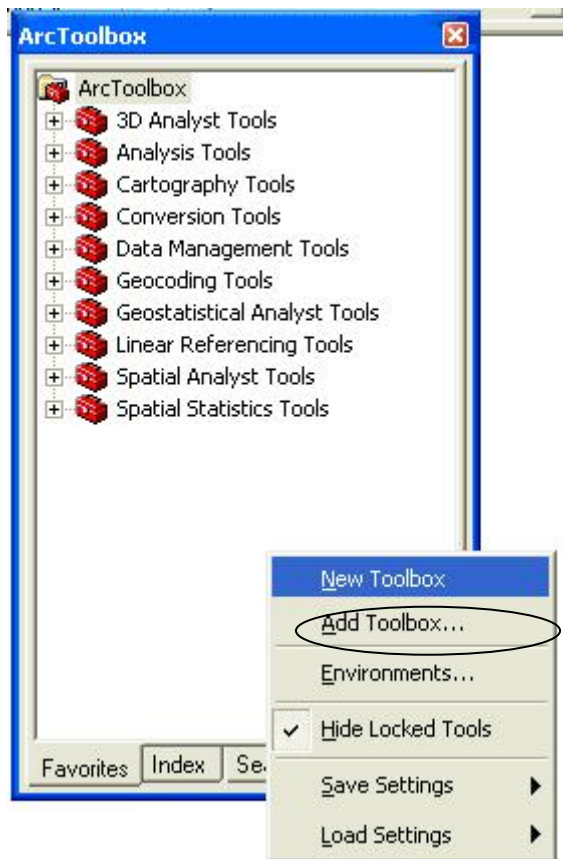 ArcToolbox
ArcToolbox
3D Analyst Tools
Analysis Tools
Cartography Tools
Conversion Tools
Data Management Tools
Geocoding Tools
Geostatistical Analyst Tools
Linear Referencing Tools
Spatial Analyst Tools
Spatial Statistics Tools
New Toolbox
Add Toolbox...
Environments...
Hide Locked Tools
Save Settings
Load Settings
Favorites Index